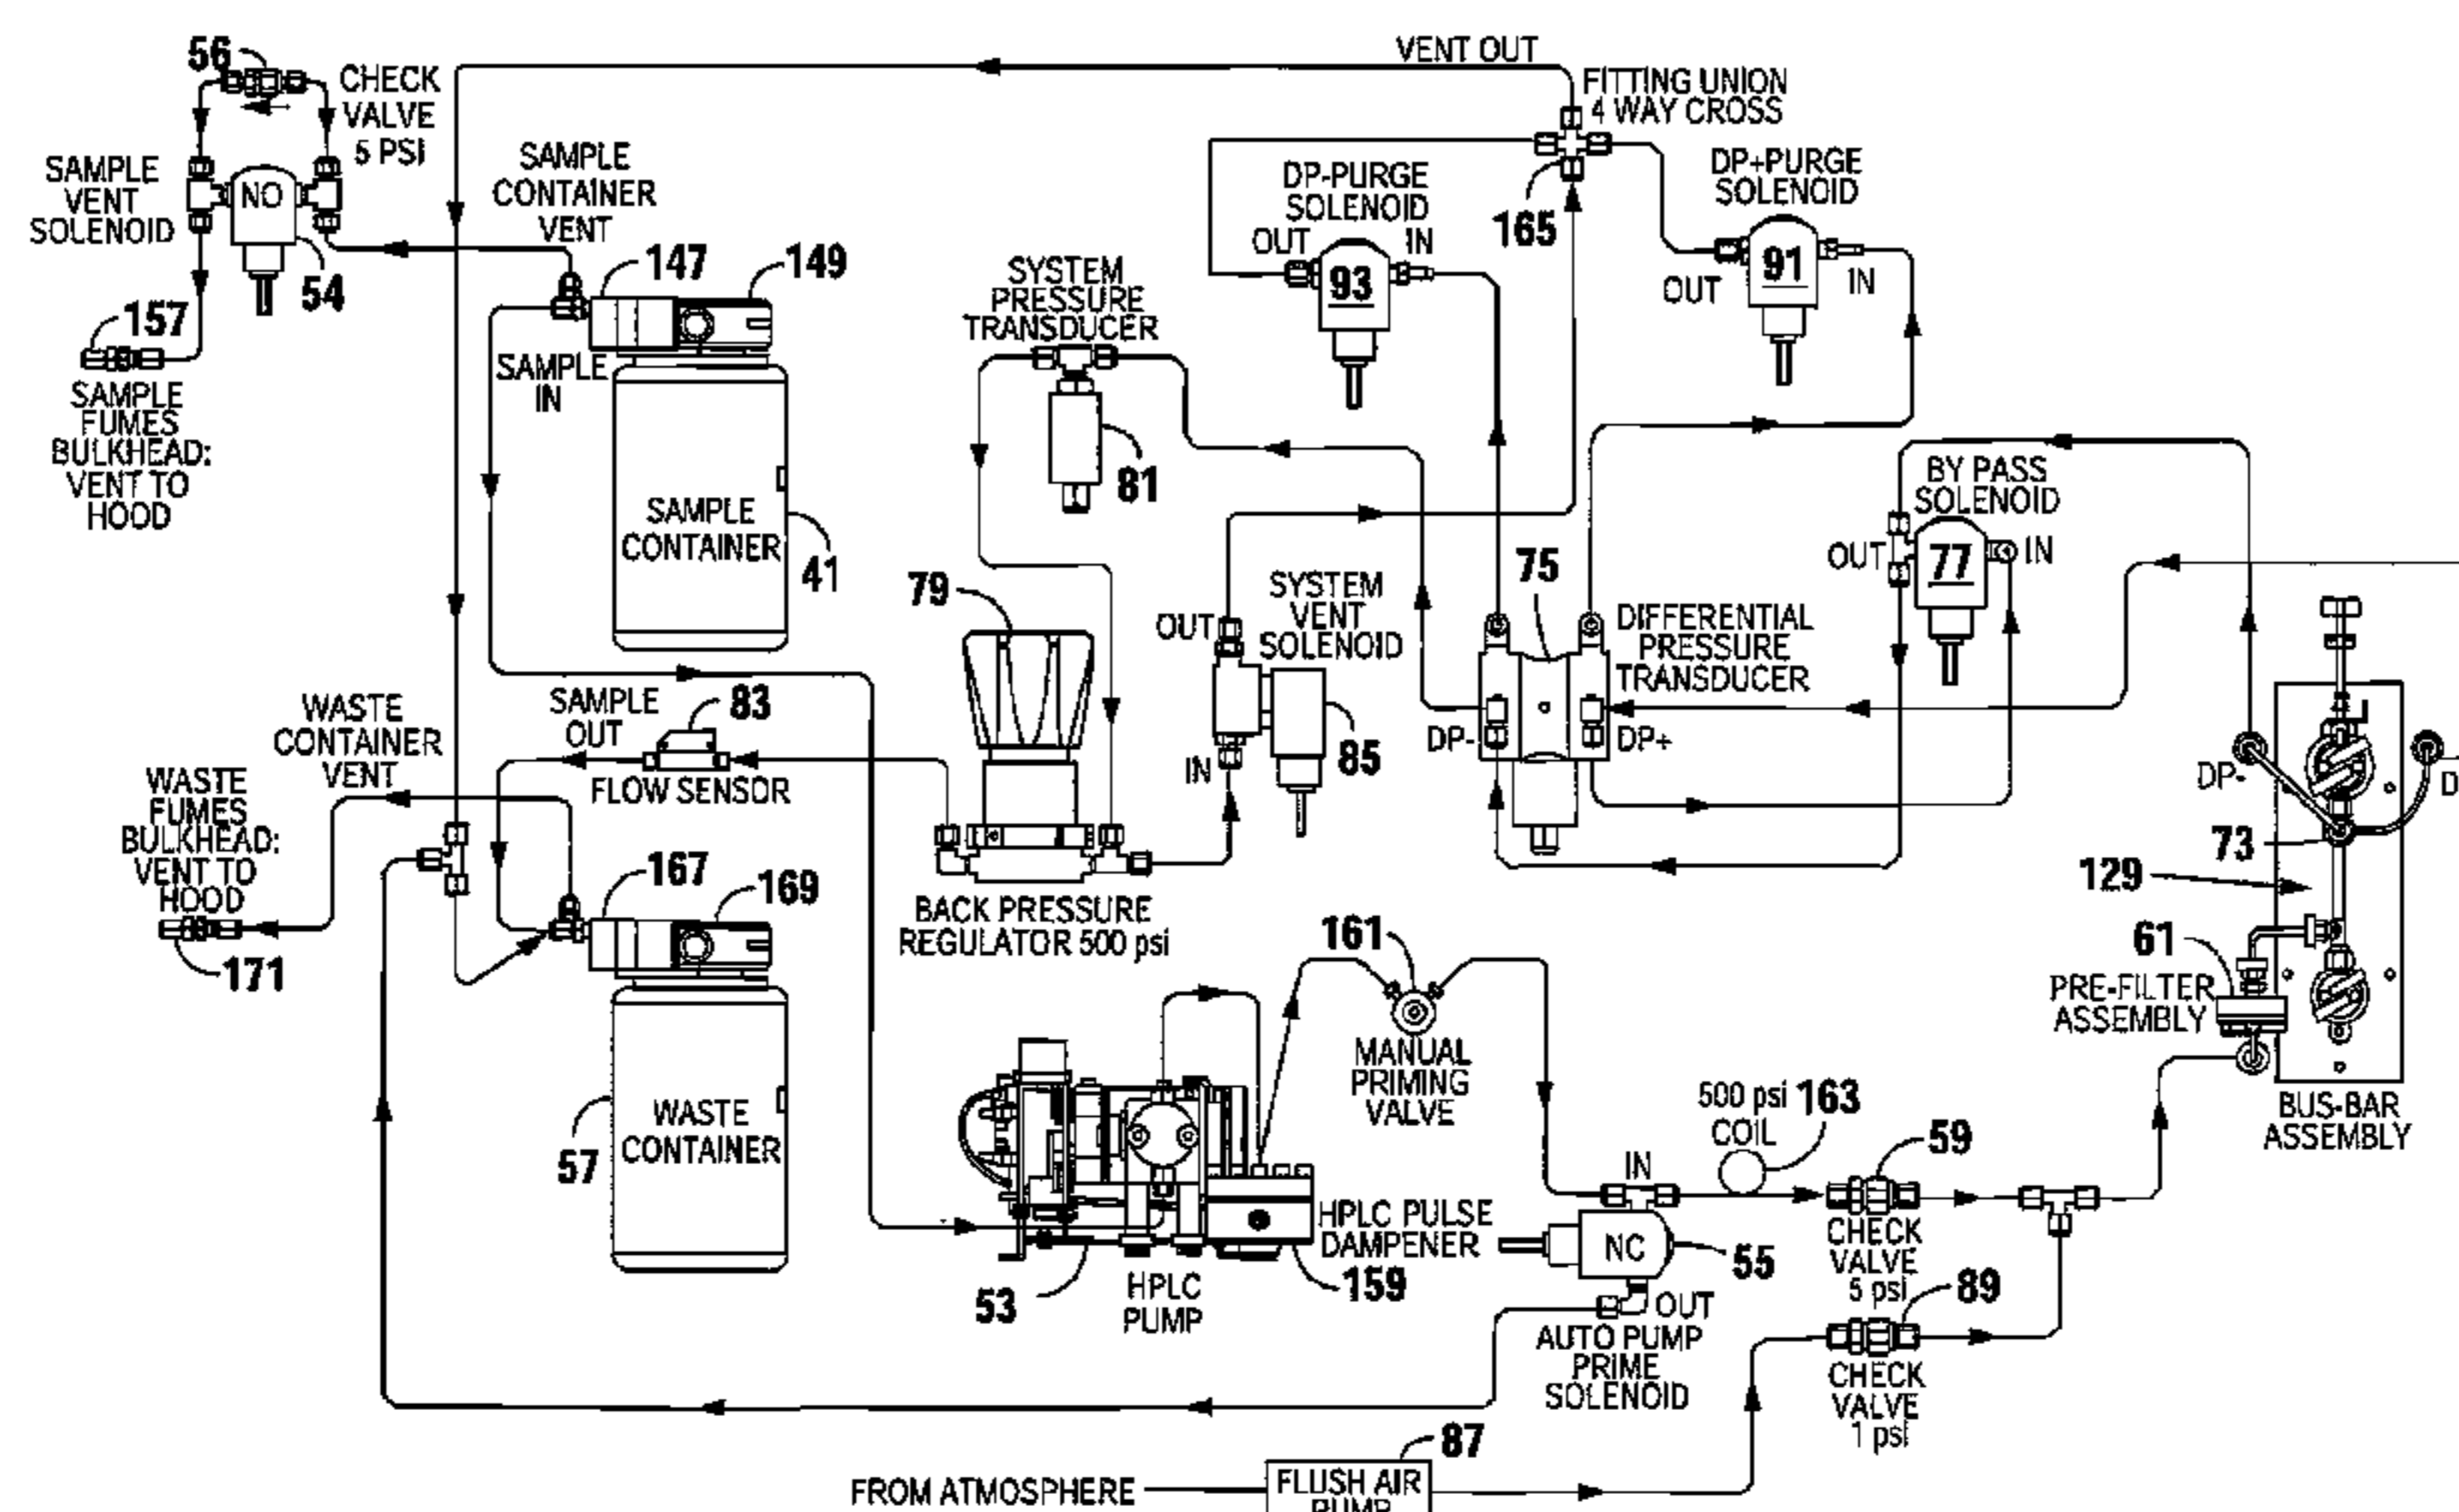 56
CHECK
VALVE
5 PSI
SAMPLE
VENT
SOLENOID
NO
54
157
SAMPLE
FUMES
BULKHEAD:
VENT TO
HOOD
SAMPLE
CONTAINER
VENT
147
149
SAMPLE
IN
SAMPLE
CONTAINER
41
VENT OUT
FITTING UNION
4 WAY CROSS
165
DP-PURGE
SOLENOID
OUT
IN
93
DP+PURGE
SOLENOID
91
OUT
IN
SYSTEM
PRESSURE
TRANSDUCER
81
BY PASS
SOLENOID
OUT
77
IN
79
OUT
SYSTEM
VENT
SOLENOID
IN
85
75
DIFFERENTIAL
PRESSURE
TRANSDUCER
DP-
DP+
SAMPLE
OUT
83
FLOW SENSOR
WASTE
CONTAINER
VENT
WASTE
FUMES
BULKHEAD:
VENT TO
HOOD
171
167
169
WASTE
CONTAINER
57
BACK PRESSURE
REGULATOR 500 psi
DP-
D
73
129
61
PRE-FILTER
ASSEMBLY
BUS-BAR
ASSEMBLY
161
MANUAL
PRIMING
VALVE
500 psi
COIL
163
59
CHECK
VALVE
5 psi
IN
NC
55
OUT
AUTO PUMP
PRIME
SOLENOID
HPLC PULSE
DAMPENER
159
53
HPLC
PUMP
89
CHECK
VALVE
1 psi
87
FROM ATMOSPHERE
FLUSH AIR
PUMP